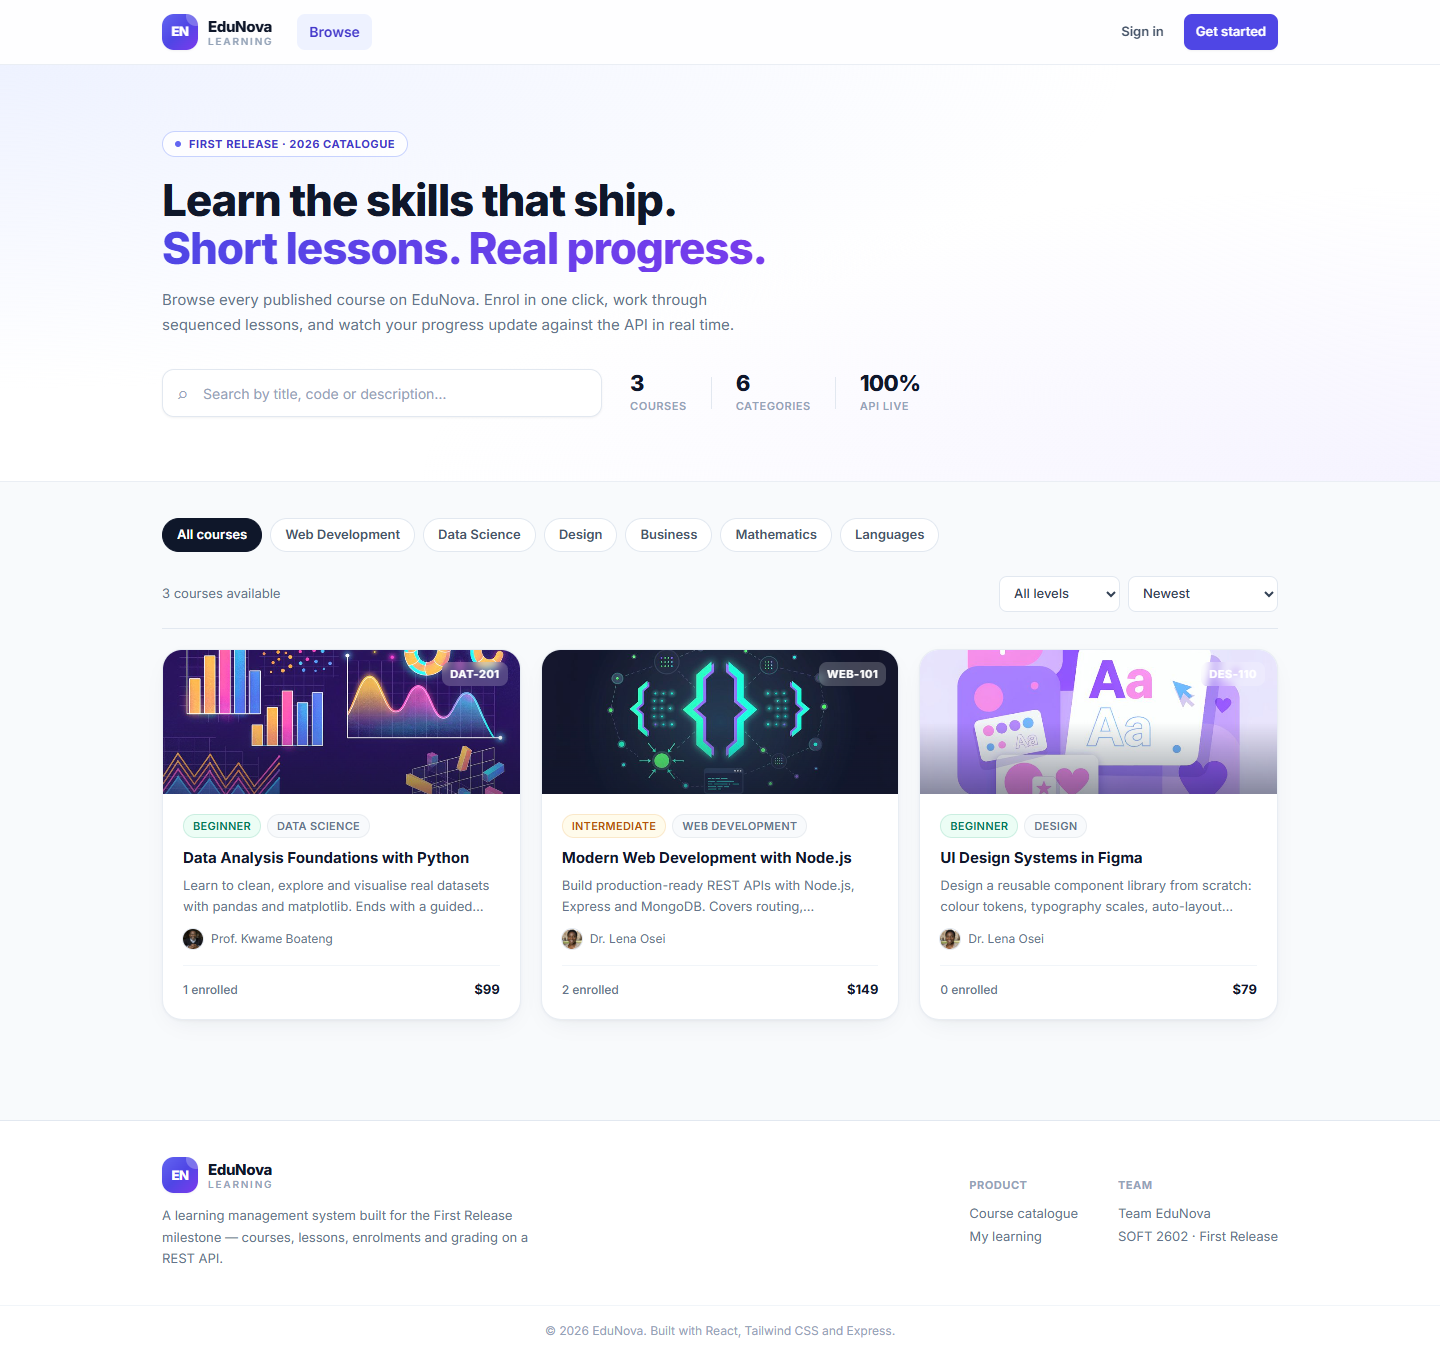 EN
EduNova
LEARNING
Browse
Sign in
Get started
FIRST RELEASE · 2026 CATALOGUE
Learn the skills that ship.
Short lessons. Real progress.
Browse every published course on EduNova. Enrol in one click, work through
sequenced lessons, and watch your progress update against the API in real time.
Search by title, code or description...
3
COURSES
6
CATEGORIES
100%
API LIVE
All courses
Web Development
Data Science
Design
Business
Mathematics
Languages
3 courses available
All levels
Newest
DAT-201
WEB-101
Aa
Aa
Aa
DES-110
BEGINNER
DATA SCIENCE
Data Analysis Foundations with Python
Learn to clean, explore and visualise real datasets
with pandas and matplotlib. Ends with a guided...
Prof. Kwame Boateng
1 enrolled
$99
INTERMEDIATE
WEB DEVELOPMENT
Modern Web Development with Node.js
Build production-ready REST APIs with Node.js,
Express and MongoDB. Covers routing,...
Dr. Lena Osei
2 enrolled
$149
BEGINNER
DESIGN
UI Design Systems in Figma
Design a reusable component library from scratch:
colour tokens, typography scales, auto-layout...
Dr. Lena Osei
0 enrolled
$79
EN
EduNova
LEARNING
A learning management system built for the First Release
milestone — courses, lessons, enrolments and grading on a
REST API.
PRODUCT
Course catalogue
My learning
TEAM
Team EduNova
SOFT 2602 · First Release
© 2026 EduNova. Built with React, Tailwind CSS and Express.